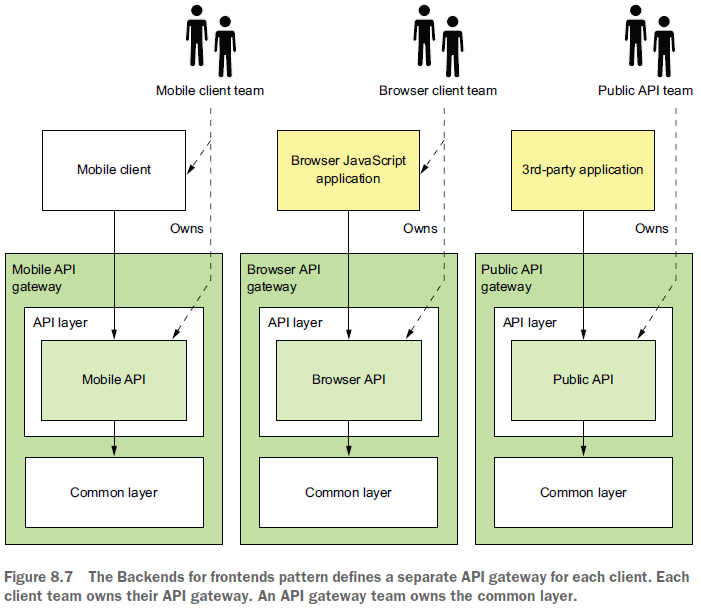 Mobile client team
Browser client team
Public API team
Mobile client
Browser JavaScript
application
3rd-party application
Owns
Owns
Owns
Mobile API
gateway
Browser API
gateway
Public API
gateway
API layer
API layer
API layer
Mobile API
Browser API
Public API
Common layer
Common layer
Common layer
Figure 8.7 The Backends for frontends pattern defines a separate API gateway for each client. Each
client team owns their API gateway. An API gateway team owns the common layer.